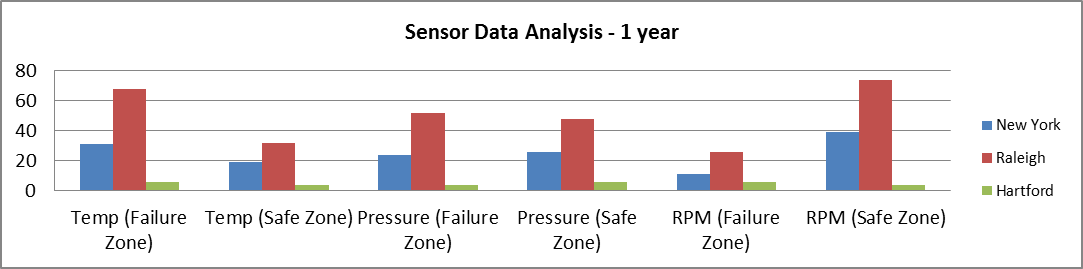 Sensor Data Analysis - 1 year
80
60
40
20
0
Temp (Failure Zone)
Temp (Safe Zone)
Pressure (Failure Zone)
Pressure (Safe Zone)
RPM (Failure Zone)
RPM (Safe Zone)
New York
Raleigh
Hartford